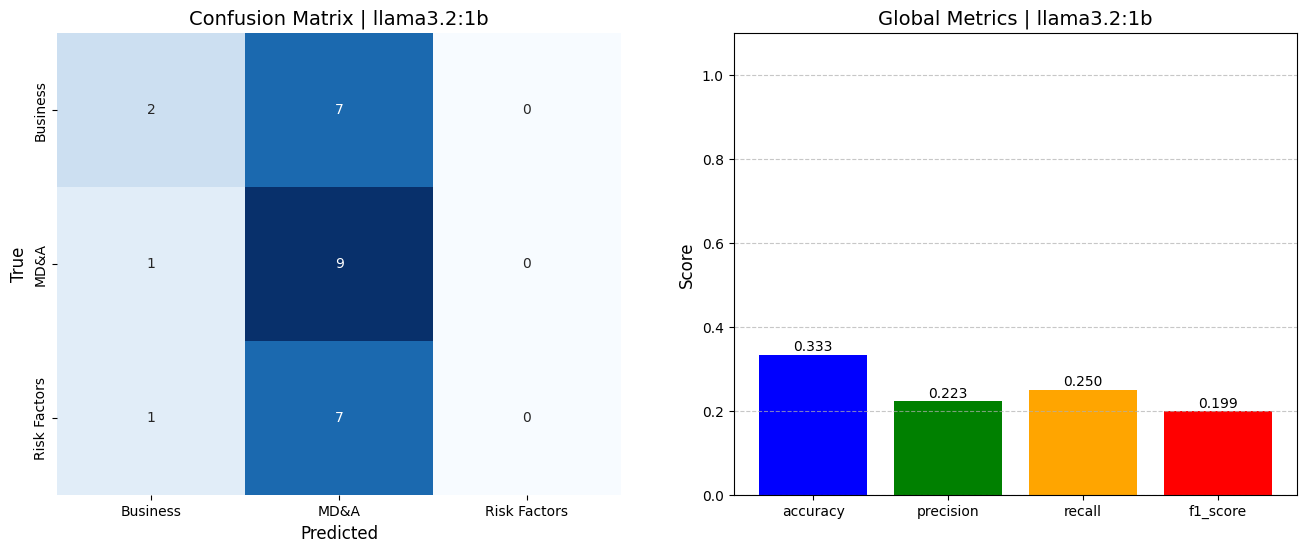 Confusion Matrix | llama3.2:1b
Business
2
7
0
MD&A
1
9
0
Risk Factors
1
7
0
True
Business
MD&A
Risk Factors
Predicted
Global Metrics | llama3.2:1b
Score
1.0
0.8
0.6
0.4
0.2
0.0
0.333
0.223
0.250
0.199
accuracy
precision
recall
f1_score